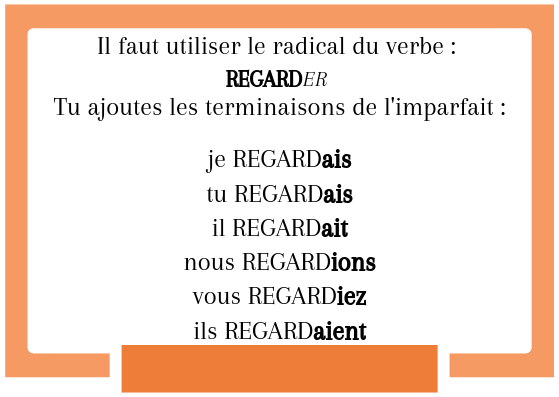 Il faut utiliser le radical du verbe :
REGARDER
Tu ajoutes les terminaisons de l'imparfait :
je REGARDais
tu REGARDais
il REGARDait
nous REGARDions
vous REGARDiez
ils REGARDaient